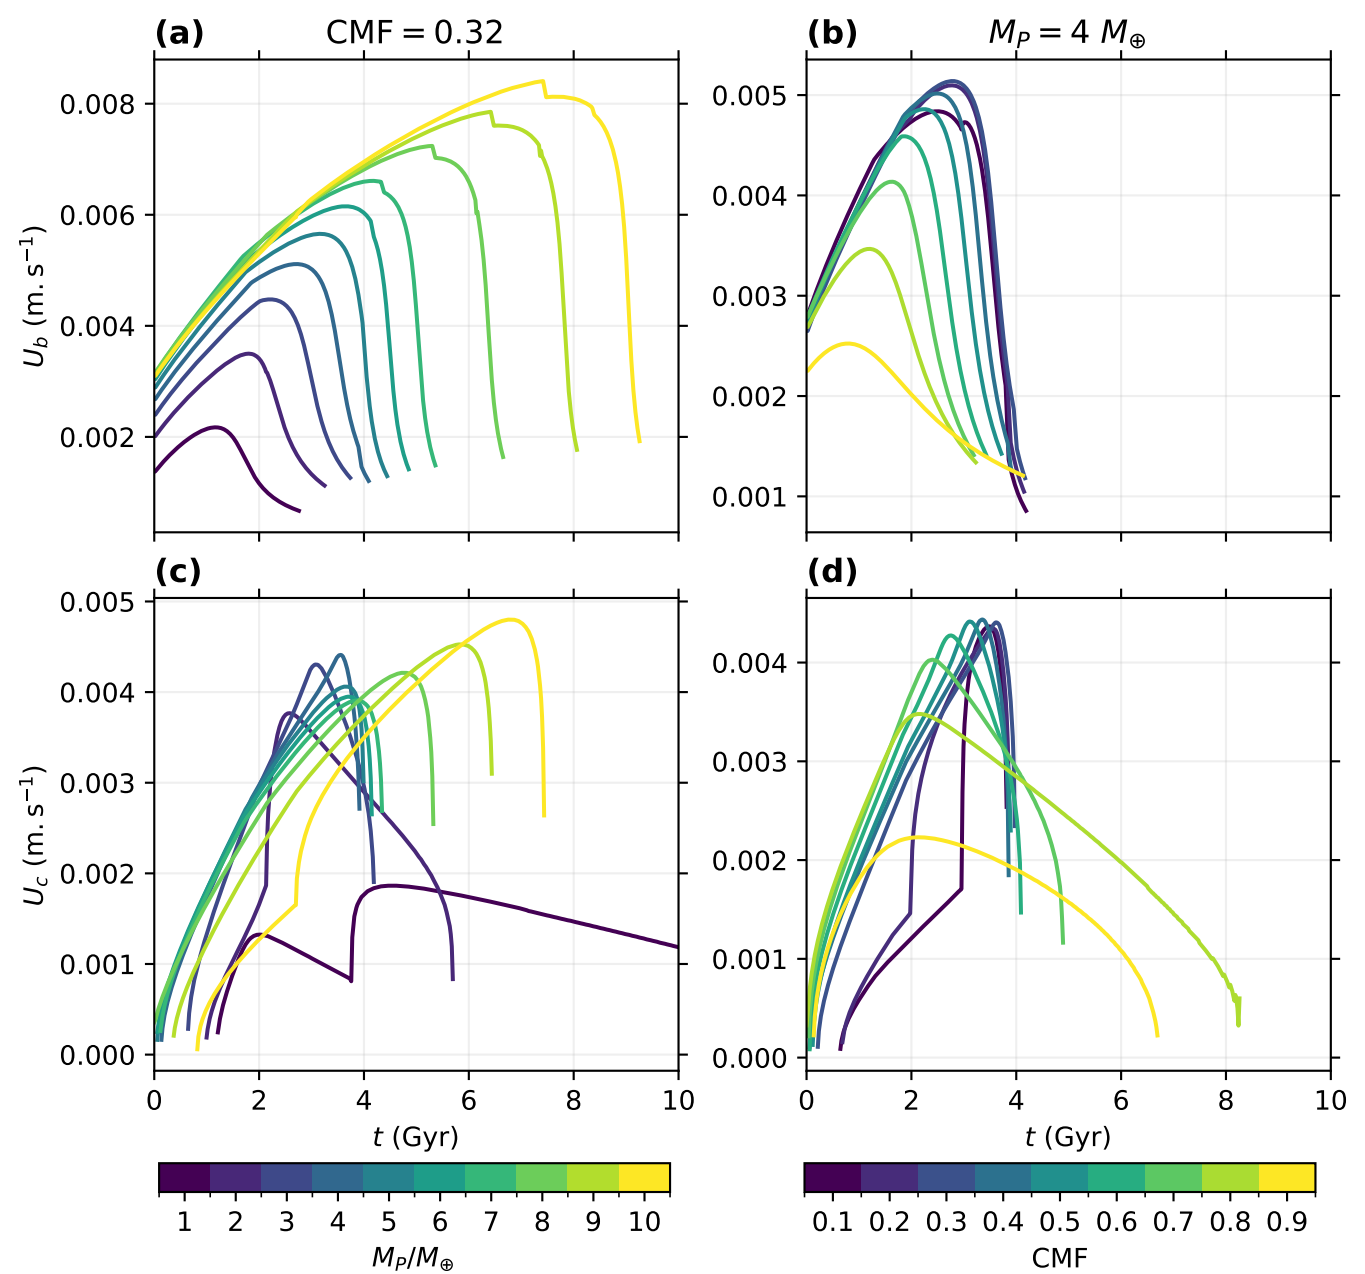 (a) CMF = 0.32
(b) M_P = 4 M_⊕
0.008
0.006
0.004
0.002
U_b (m. s⁻¹)
0.005
0.004
0.003
0.002
0.001
(c)
(d)
0.005
0.004
0.003
0.002
0.001
0.000
U_c (m. s⁻¹)
0.004
0.003
0.002
0.001
0.000
0 2 4 6 8 10
t (Gyr)
0 2 4 6 8 10
t (Gyr)
1 2 3 4 5 6 7 8 9 10
M_P/M_⊕
0.1 0.2 0.3 0.4 0.5 0.6 0.7 0.8 0.9
CMF